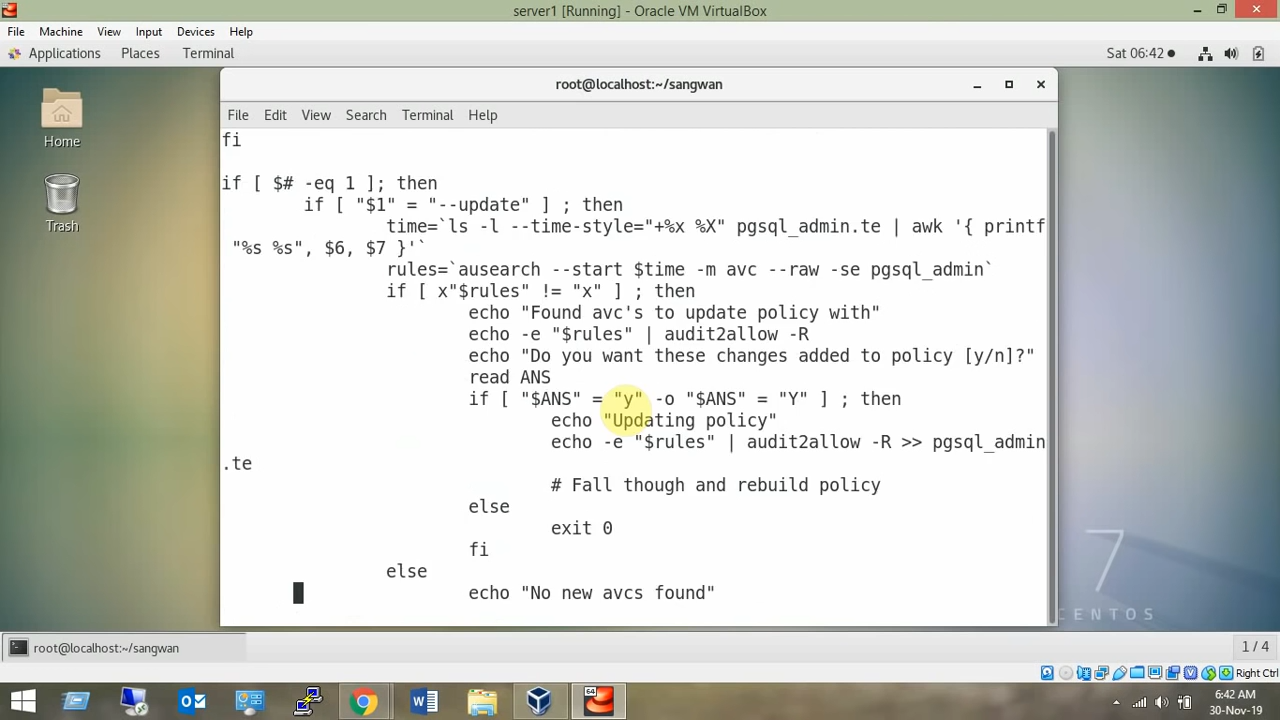 server1 [Running] - Oracle VM VirtualBox
File Machine View Input Devices Help
Applications Places Terminal Sat 06:42
root@localhost:~/sangwan
File Edit View Search Terminal Help
Home
Trash
fi
if [ $# -eq 1 ]; then
if [ "$1" = "--update" ] ; then
time=`ls -l --time-style="+%x %X" pgsql_admin.te | awk '{ printf
"%s %s", $6, $7 }'`
rules=`ausearch --start $time -m avc --raw -se pgsql_admin`
if [ x"$rules" != "x" ] ; then
echo "Found avc's to update policy with"
echo -e "$rules" | audit2allow -R
echo "Do you want these changes added to policy [y/n]?"
read ANS
if [ "$ANS" = "y" -o "$ANS" = "Y" ] ; then
echo "Updating policy"
echo -e "$rules" | audit2allow -R >> pgsql_admin
.te
# Fall though and rebuild policy
else
exit 0
fi
else
echo "No new avcs found"
7
CENTOS
root@localhost:~/sangwan
1 / 4
Right Ctrl
64
6:42 AM
30-Nov-19